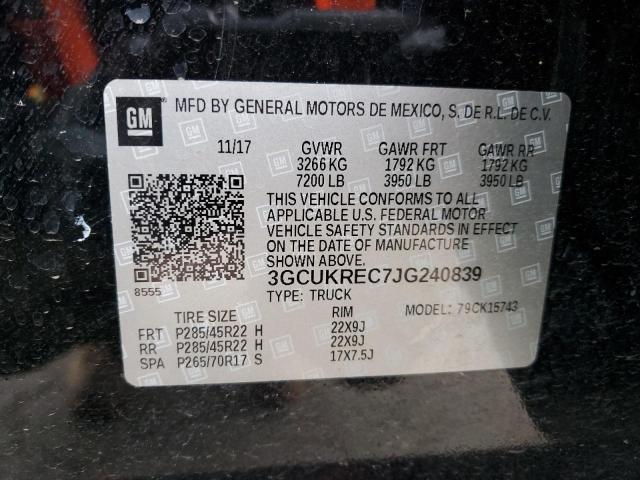 GM MFD BY GENERAL MOTORS DE MEXICO, S. DE R.L. DE C.V.
11/17 GVWR GAWR FRT GAWR RR
3266 KG 1792 KG 1792 KG
7200 LB 3950 LB 3950 LB
THIS VEHICLE CONFORMS TO ALL
APPLICABLE U.S. FEDERAL MOTOR
VEHICLE SAFETY STANDARDS IN EFFECT
ON THE DATE OF MANUFACTURE
SHOWN ABOVE.
8555 3GCUKREC7JG240839
TYPE: TRUCK
TIRE SIZE RIM MODEL: 79CK15743
FRT P285/45R22 H 22X9J
RR P285/45R22 H 22X9J
SPA P265/70R17 S 17X7.5J